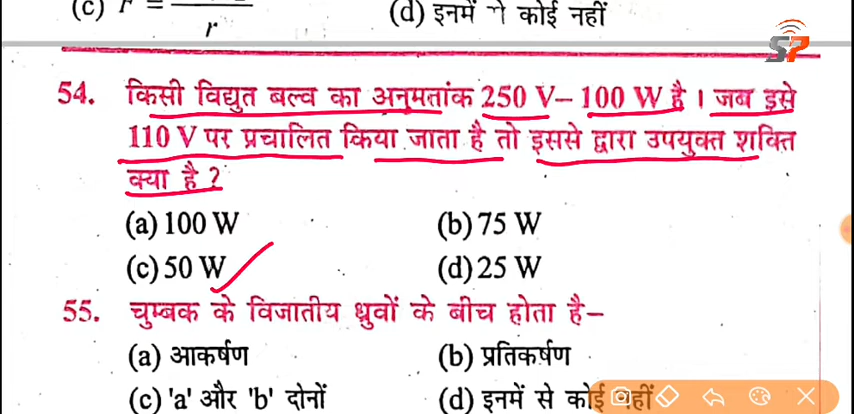 (c) r =
r
(d) इनमें से कोई नहीं
SP
54. किसी विद्युत बल्व का अनुमतांक 250 V– 100 W है। जब इसे
110 V पर प्रचालित किया जाता है तो इससे द्वारा उपयुक्त शक्ति
क्या है ?
(a) 100 W
(b) 75 W
(c) 50 W
(d) 25 W
55. चुम्बक के विजातीय ध्रुवों के बीच होता है–
(a) आकर्षण
(b) प्रतिकर्षण
(c) 'a' और 'b' दोनों
(d) इनमें से कोई नहीं